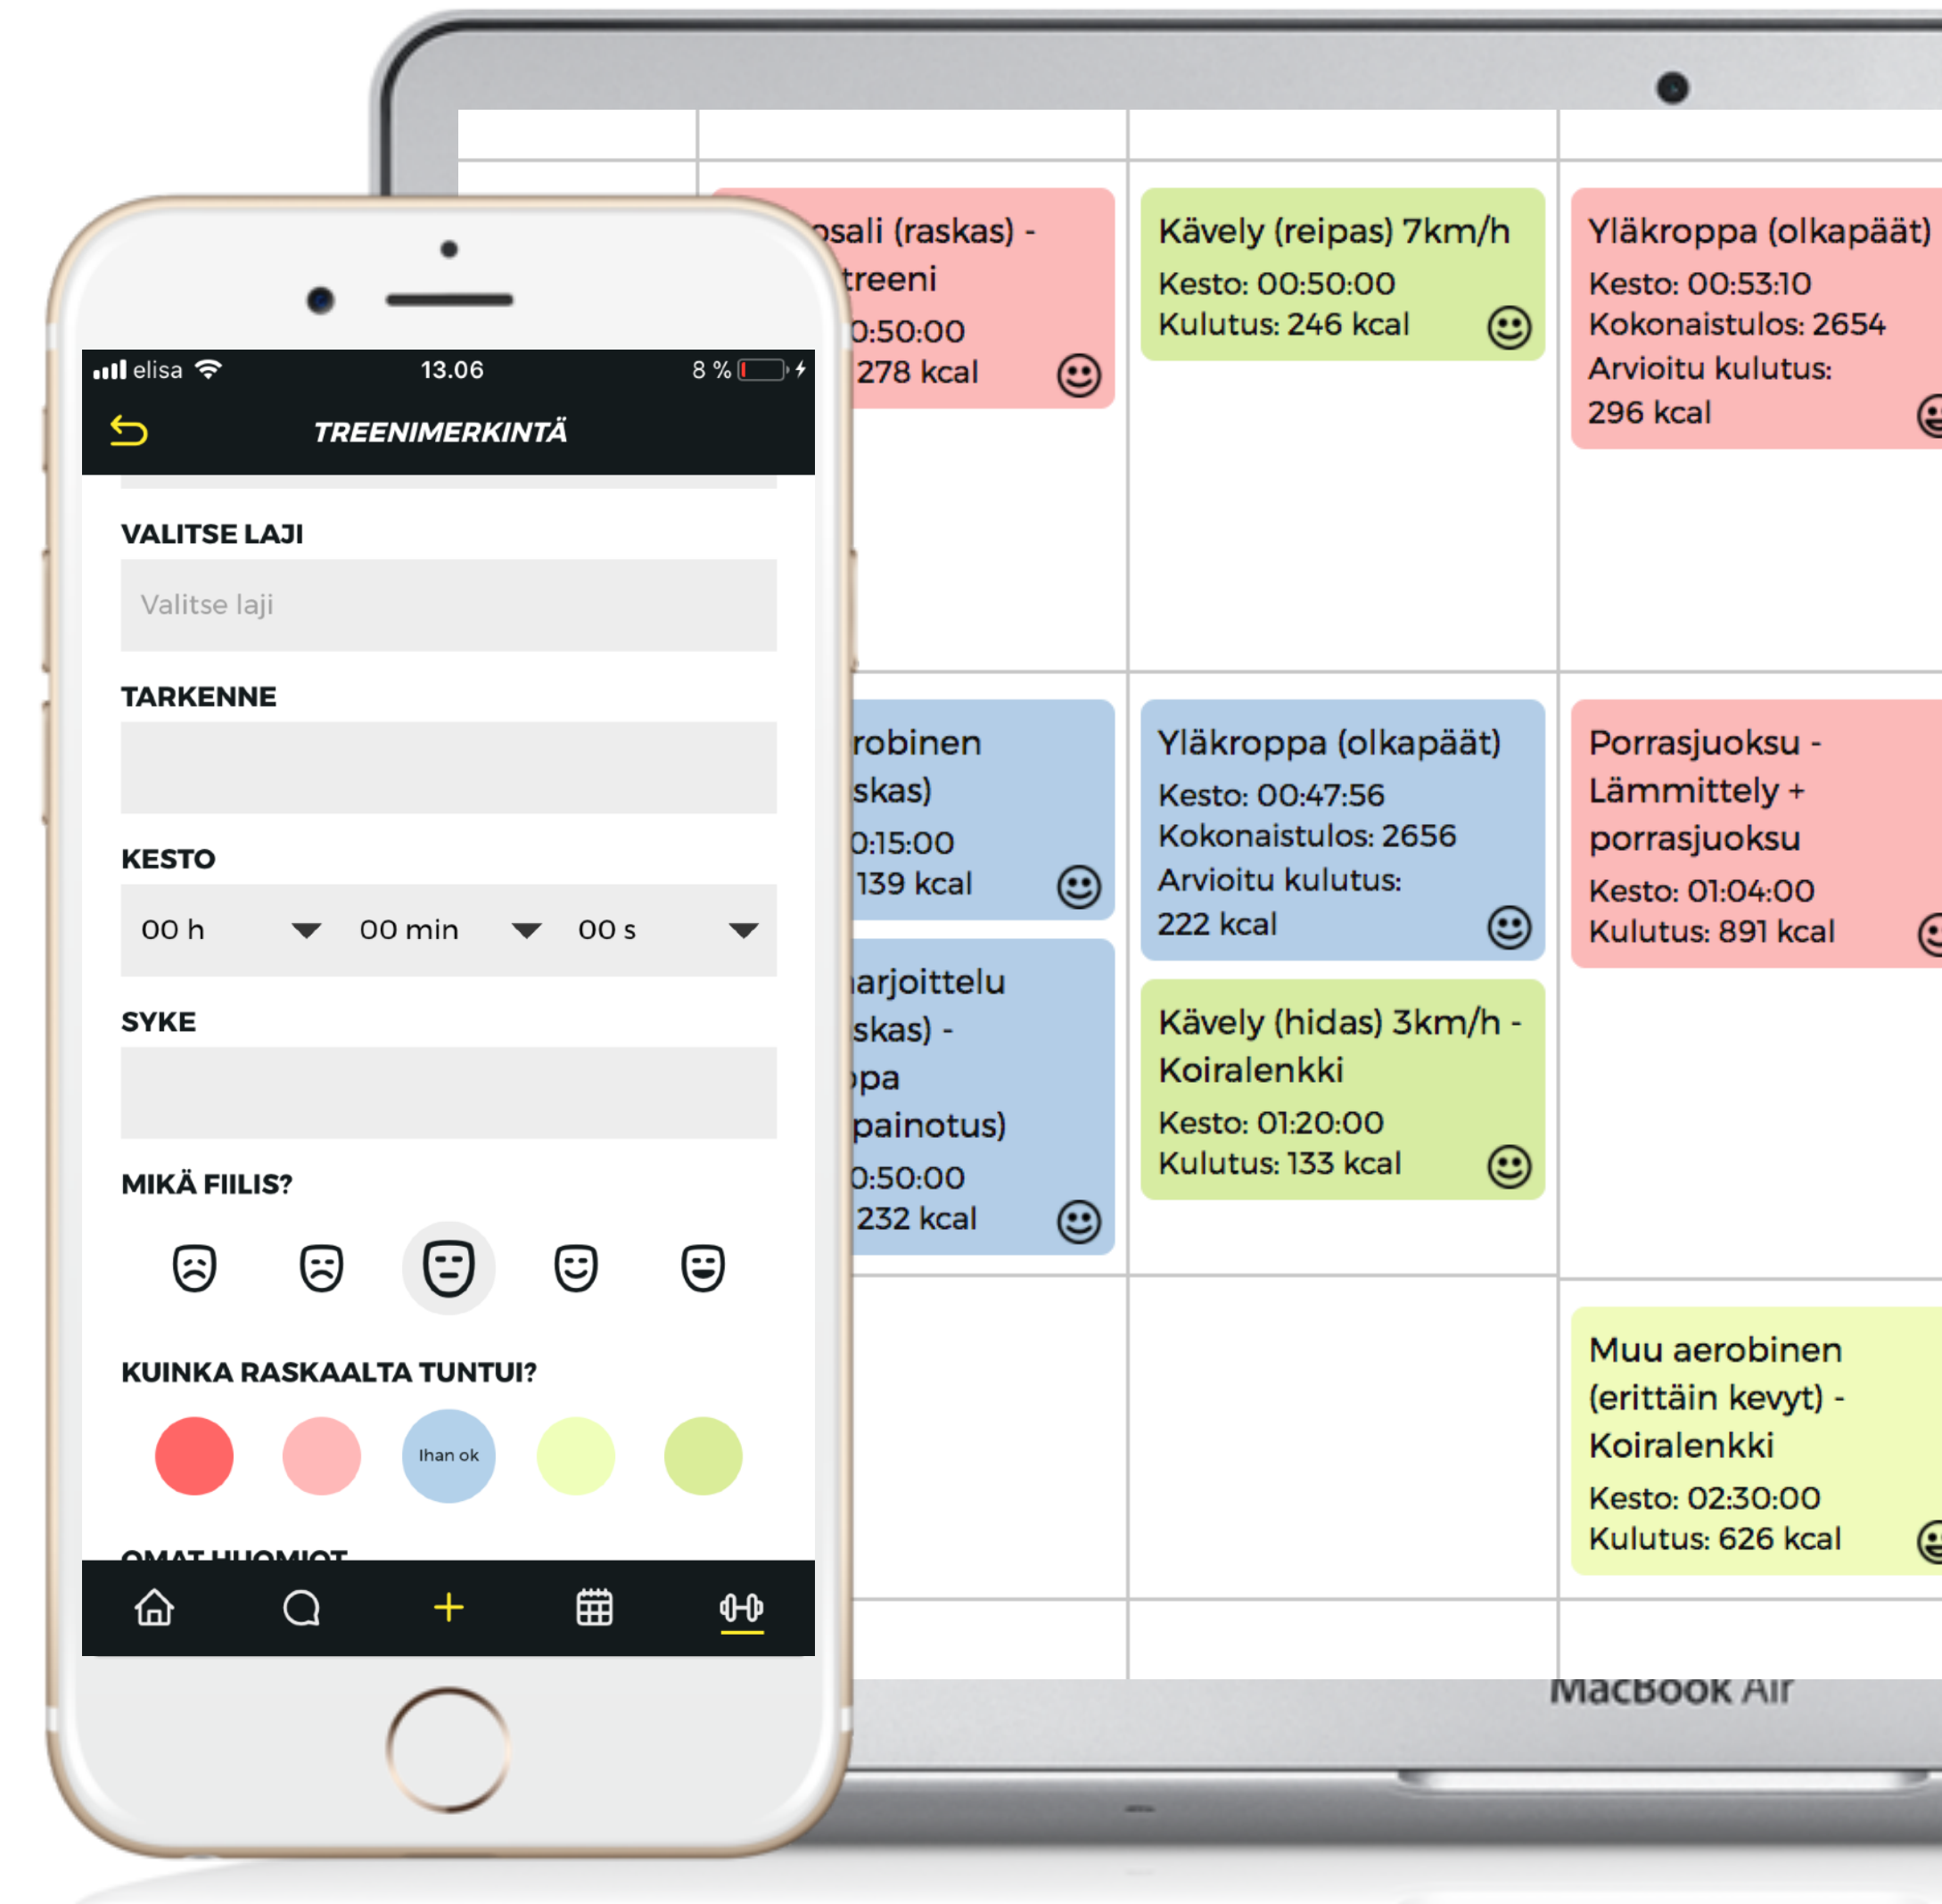 elisa 13.06 8 %
TREENIMERKINTÄ
VALITSE LAJI
Valitse laji
TARKENNE
KESTO
00 h 00 min 00 s
SYKE
MIKÄ FIILIS?
KUINKA RASKAALTA TUNTUI?
Ihan ok
OMAT HUOMIOT
osali (raskas) -
treeni
0:50:00
278 kcal
Kävely (reipas) 7km/h
Kesto: 00:50:00
Kulutus: 246 kcal
Yläkroppa (olkapäät)
Kesto: 00:53:10
Kokonaistulos: 2654
Arvioitu kulutus:
296 kcal
robinen
skas)
0:15:00
139 kcal
arjoittelu
skas) -
ppa
painotus)
0:50:00
232 kcal
Yläkroppa (olkapäät)
Kesto: 00:47:56
Kokonaistulos: 2656
Arvioitu kulutus:
222 kcal
Kävely (hidas) 3km/h -
Koiralenkki
Kesto: 01:20:00
Kulutus: 133 kcal
Porrasjuoksu -
Lämmittely +
porrasjuoksu
Kesto: 01:04:00
Kulutus: 891 kcal
Muu aerobinen
(erittäin kevyt) -
Koiralenkki
Kesto: 02:30:00
Kulutus: 626 kcal
MacBook Air